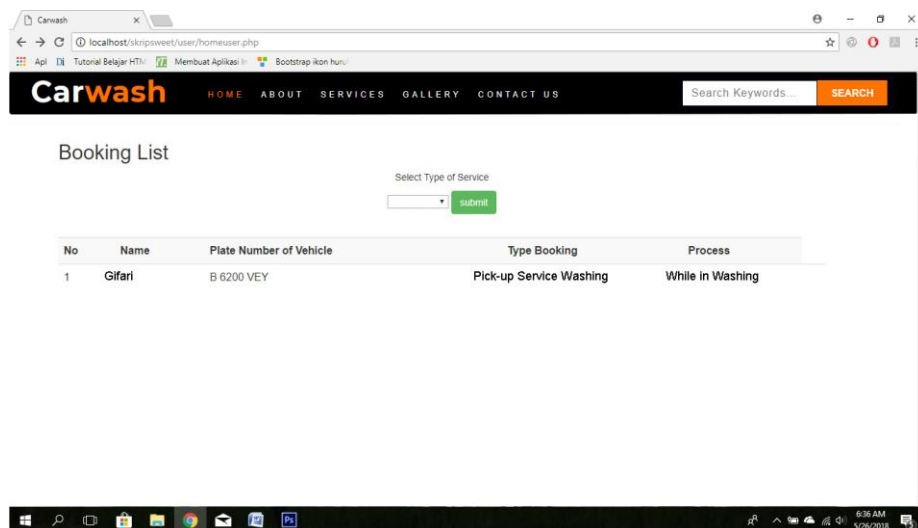 Carwash
localhost/skripsweet/user/homeuser.php
Apl Tutorial Belajar HTM Membuat Aplikasi In Bootstrap ikon huru
Carwash HOME ABOUT SERVICES GALLERY CONTACT US Search Keywords... SEARCH
Booking List
Select Type of Service
submit
No Name Plate Number of Vehicle Type Booking Process
1 Gifari B 6200 VEY Pick-up Service Washing While in Washing
Ps 6:36 AM
5/26/2018